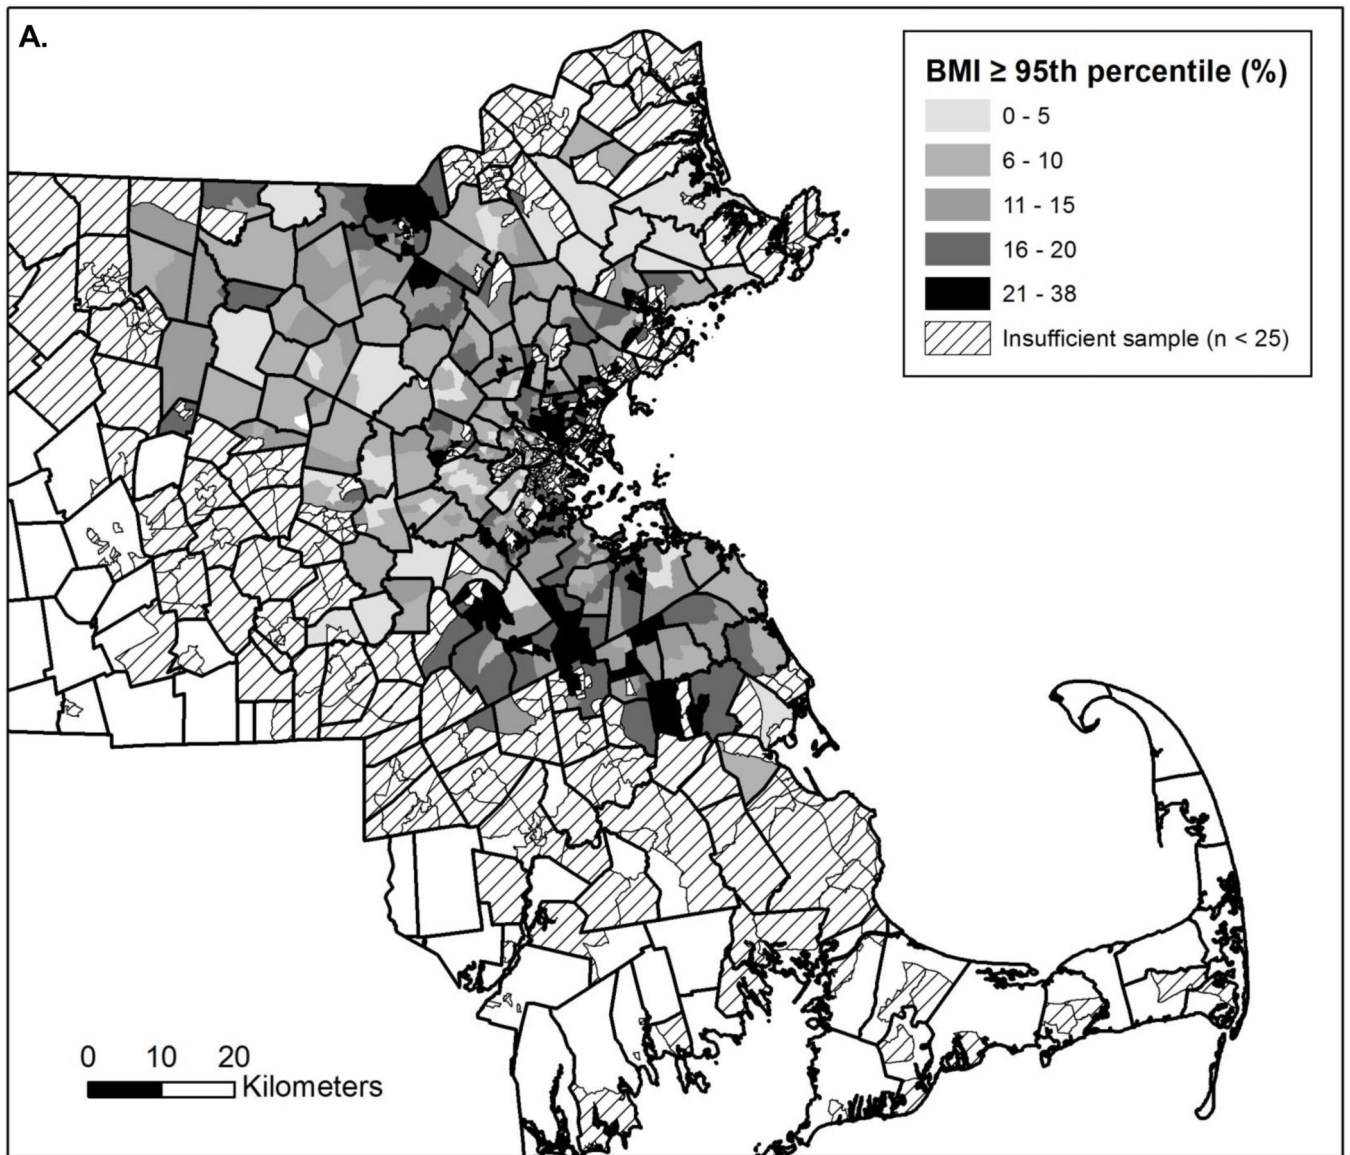 A.
BMI ≥ 95th percentile (%)
0 - 5
6 - 10
11 - 15
16 - 20
21 - 38
Insufficient sample (n < 25)
0 10 20
Kilometers